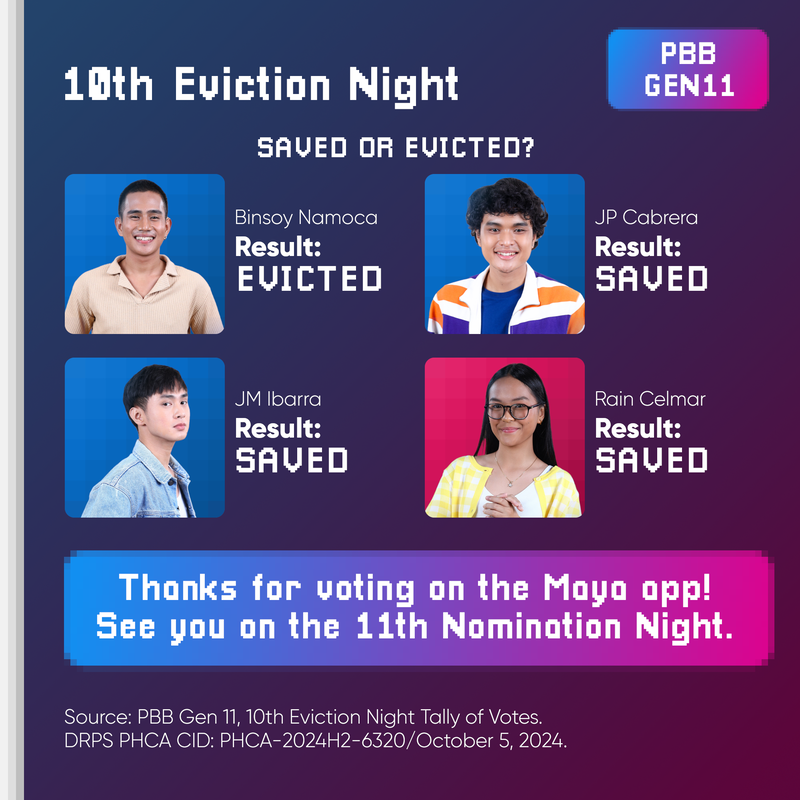 10th Eviction Night
PBB
GEN11
SAVED OR EVICTED?
Binsoy Namoca
Result:
EVICTED
JP Cabrera
Result:
SAVED
JM Ibarra
Result:
SAVED
Rain Celmar
Result:
SAVED
Thanks for voting on the Maya app!
See you on the 11th Nomination Night.
Source: PBB Gen 11, 10th Eviction Night Tally of Votes.
DRPS PHCA CID: PHCA-2024H2-6320/October 5, 2024.